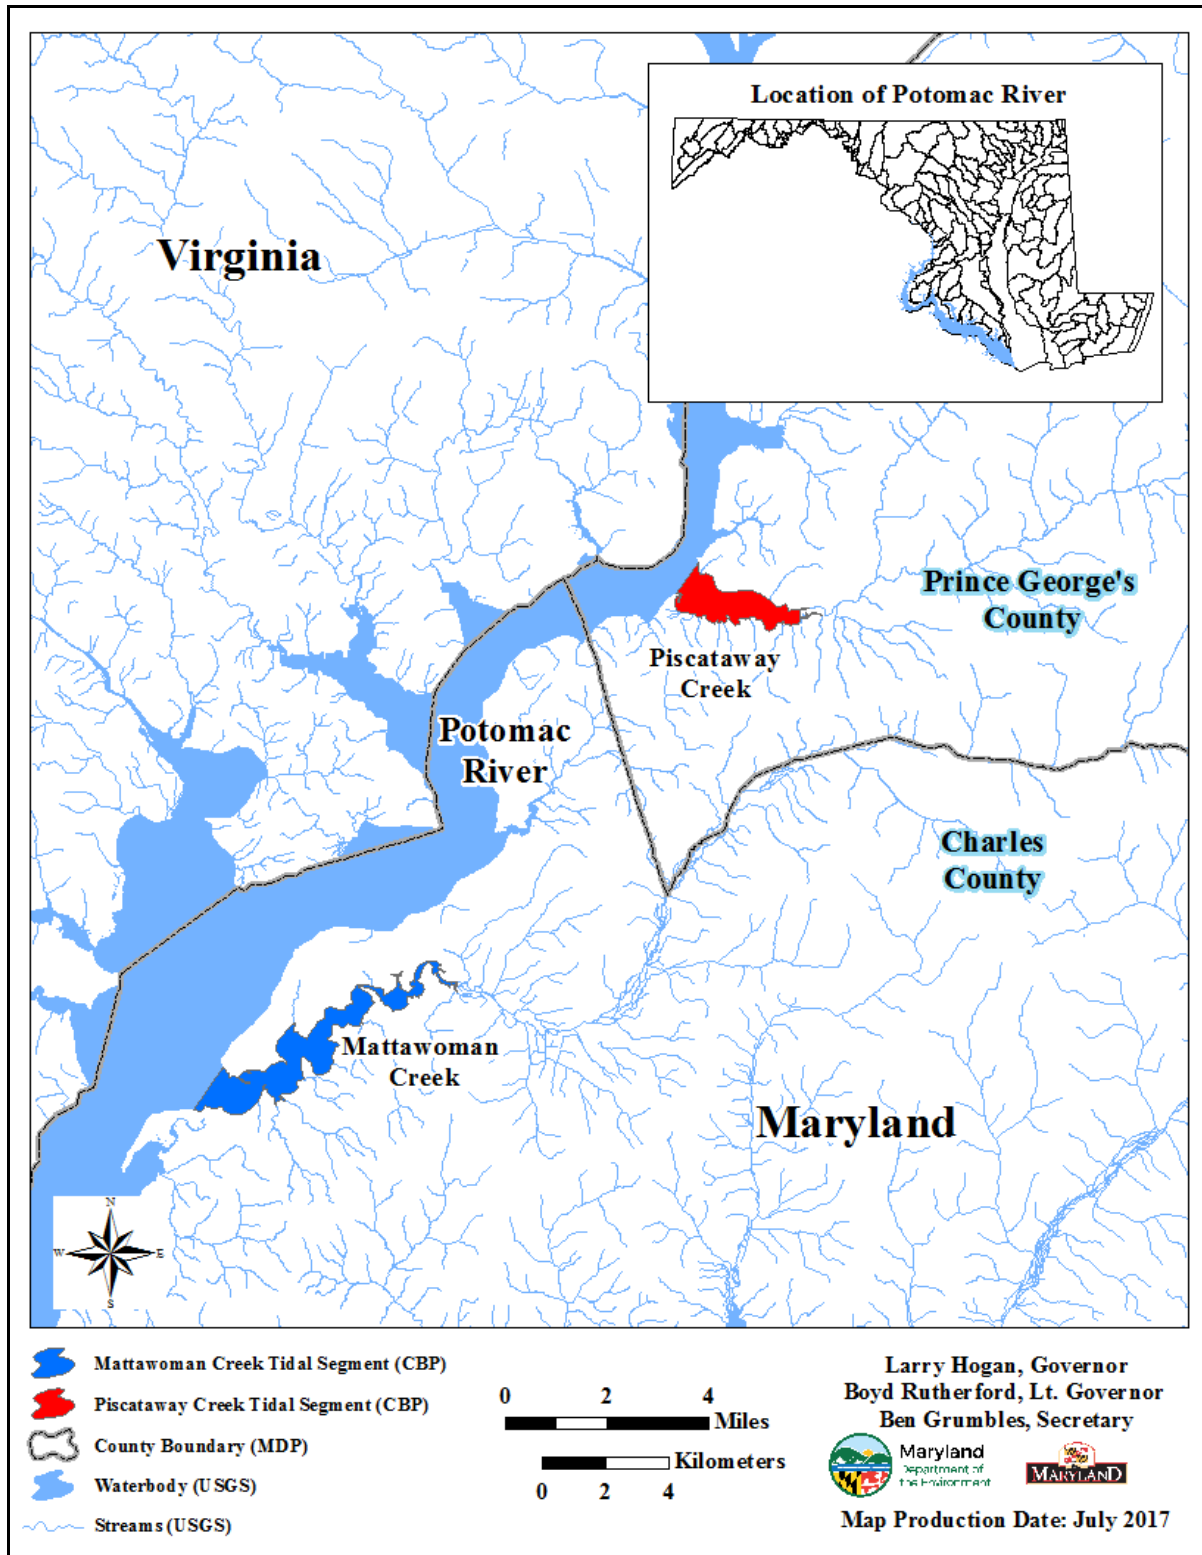 Location of Potomac River
Virginia
Prince George's
County
Piscataway
Creek
Potomac
River
Charles
County
Mattawoman
Creek
Maryland
N
W
E
S
Mattawoman Creek Tidal Segment (CBP)
Piscataway Creek Tidal Segment (CBP)
County Boundary (MDP)
Waterbody (USGS)
Streams (USGS)
0 2 4
Miles
Kilometers
0 2 4
Larry Hogan, Governor
Boyd Rutherford, Lt. Governor
Ben Grumbles, Secretary
Maryland
Department of
the Environment
MARYLAND
Map Production Date: July 2017